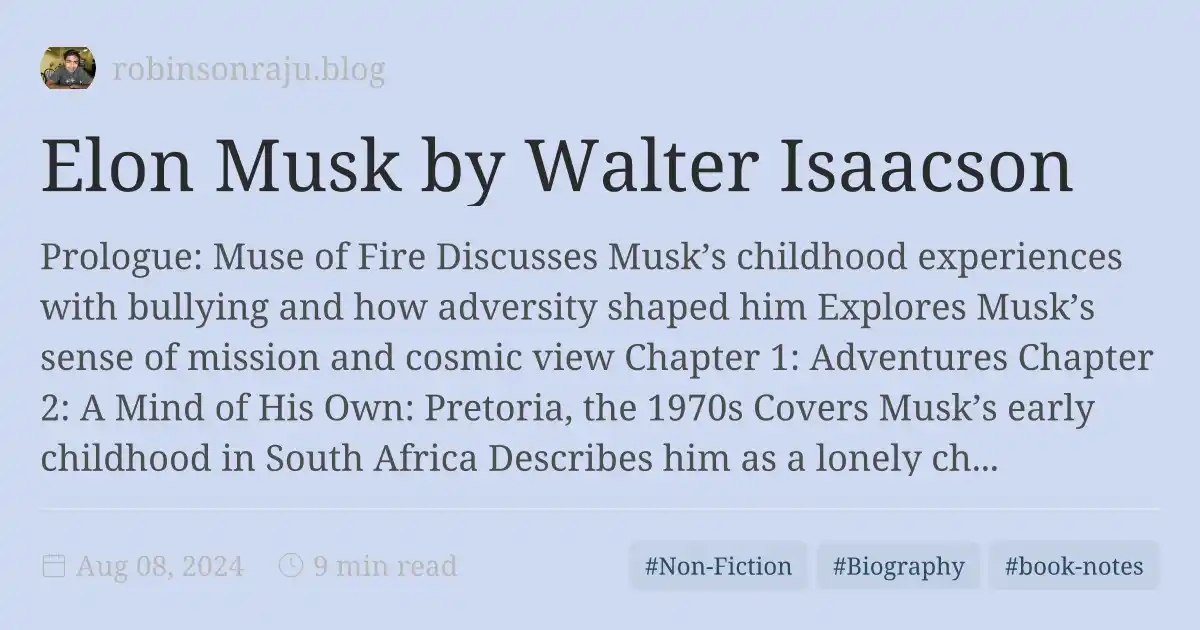 robinsonraju.blog
Elon Musk by Walter Isaacson
Prologue: Muse of Fire Discusses Musk’s childhood experiences
with bullying and how adversity shaped him Explores Musk’s
sense of mission and cosmic view Chapter 1: Adventures Chapter
2: A Mind of His Own: Pretoria, the 1970s Covers Musk’s early
childhood in South Africa Describes him as a lonely ch...
Aug 08, 2024 9 min read #Non-Fiction #Biography #book-notes